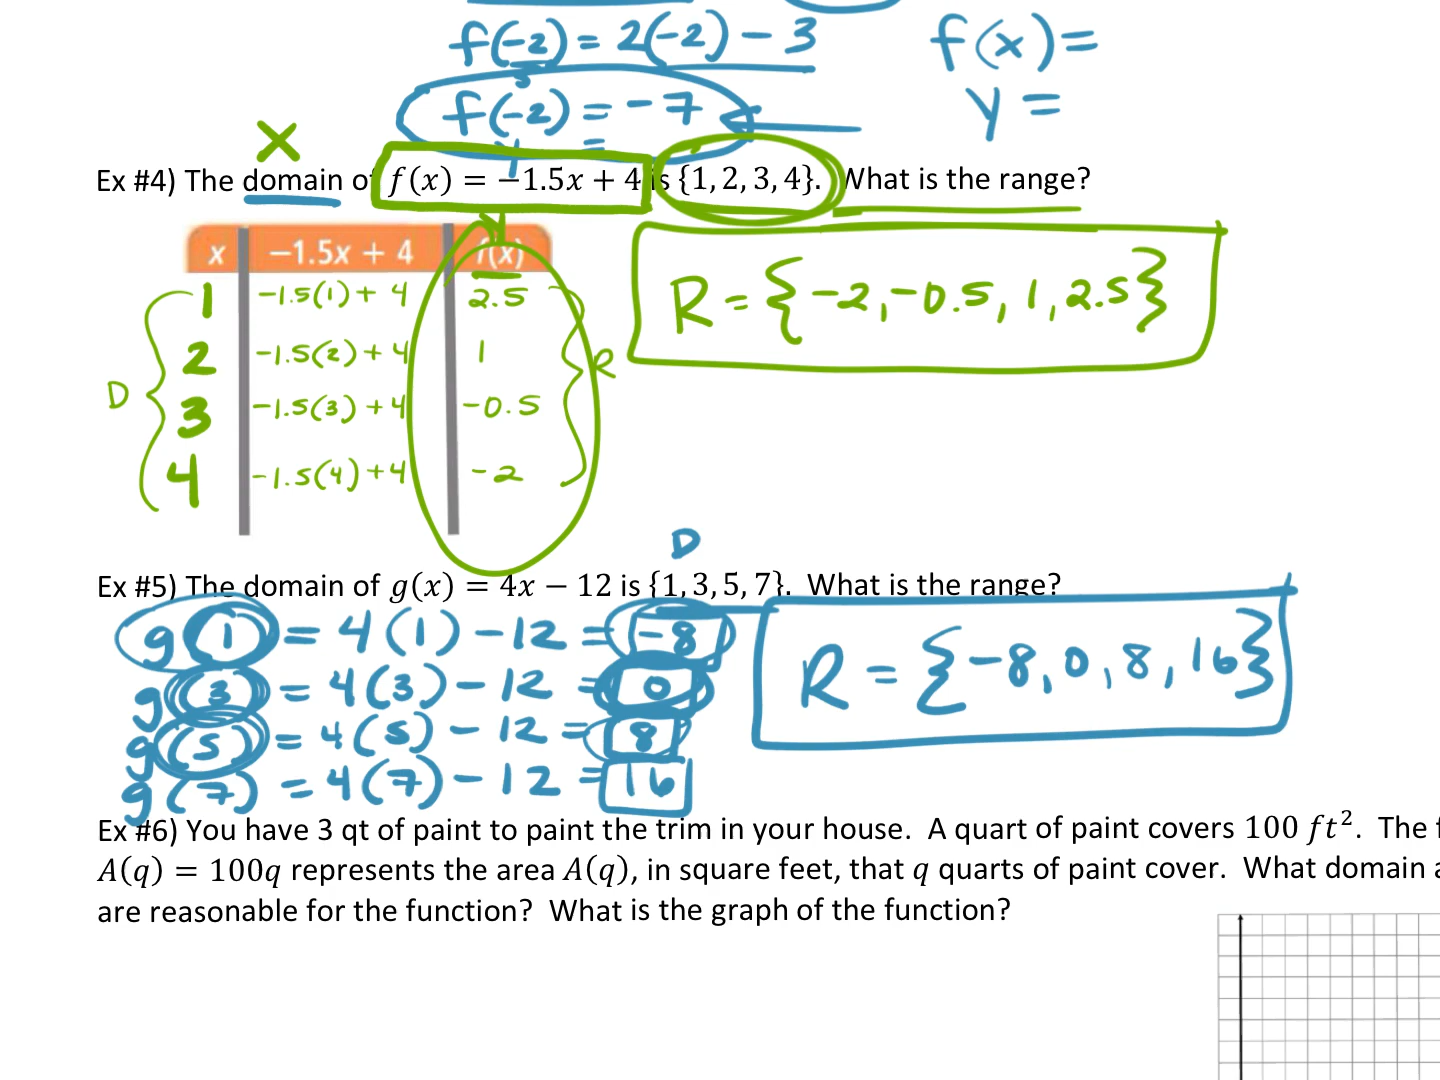 f(-2) = 2(-2) - 3
f(x) =
f(-2) = -7
y =
y =
x
Ex #4) The domain of f(x) = −1.5x + 4 is {1, 2, 3, 4}. What is the range?
y
x −1.5x + 4 f(x)
1 -1.5(1) + 4 2.5
R = {-2, -0.5, 1, 2.5}
2 -1.5(2) + 4 1
D
R
3 -1.5(3) + 4 -0.5
4 -1.5(4) + 4 -2
D
Ex #5) The domain of g(x) = 4x − 12 is {1, 3, 5, 7}. What is the range?
g(1) = 4(1) - 12 = -8
R = {-8, 0, 8, 16}
g(3) = 4(3) - 12 = 0
g(5) = 4(5) - 12 = 8
g(7) = 4(7) - 12 = 16
Ex #6) You have 3 qt of paint to paint the trim in your house. A quart of paint covers 100 ft². The
A(q) = 100q represents the area A(q), in square feet, that q quarts of paint cover. What domain
are reasonable for the function? What is the graph of the function?